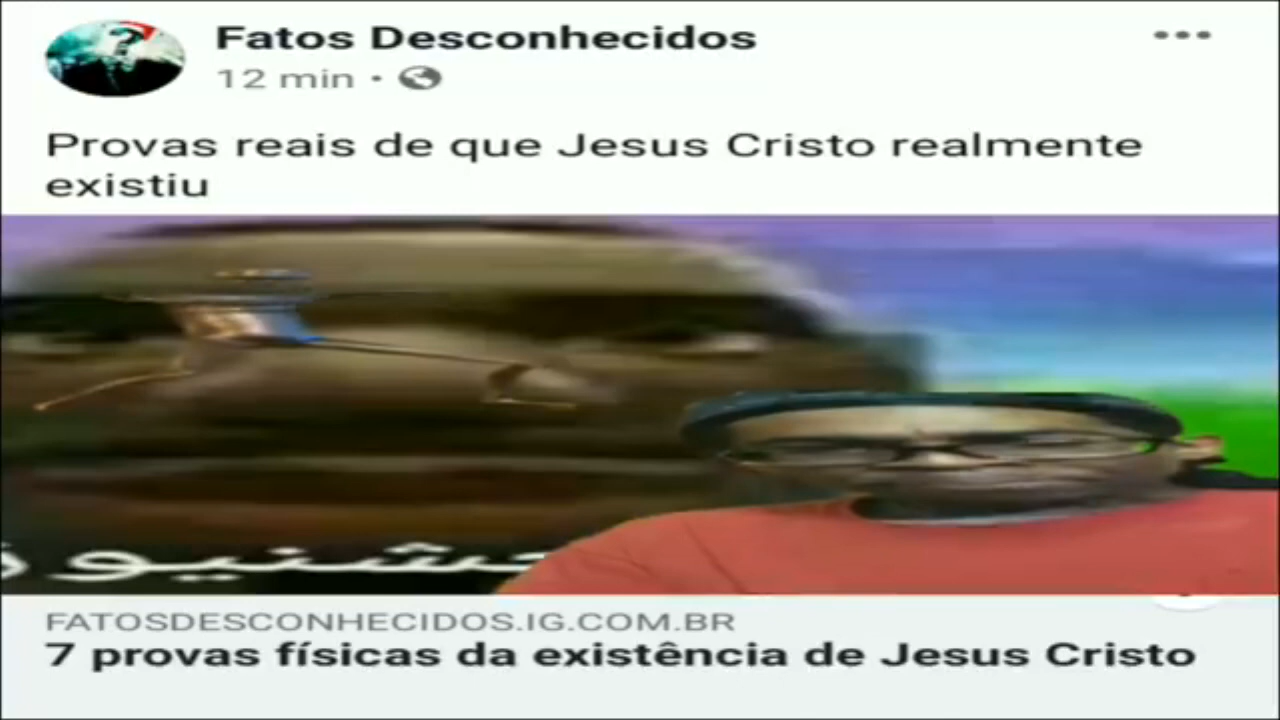 Fatos Desconhecidos
12 min •
Provas reais de que Jesus Cristo realmente
existiu
FATOSDESCONHECIDOS.IG.COM.BR
7 provas físicas da existência de Jesus Cristo